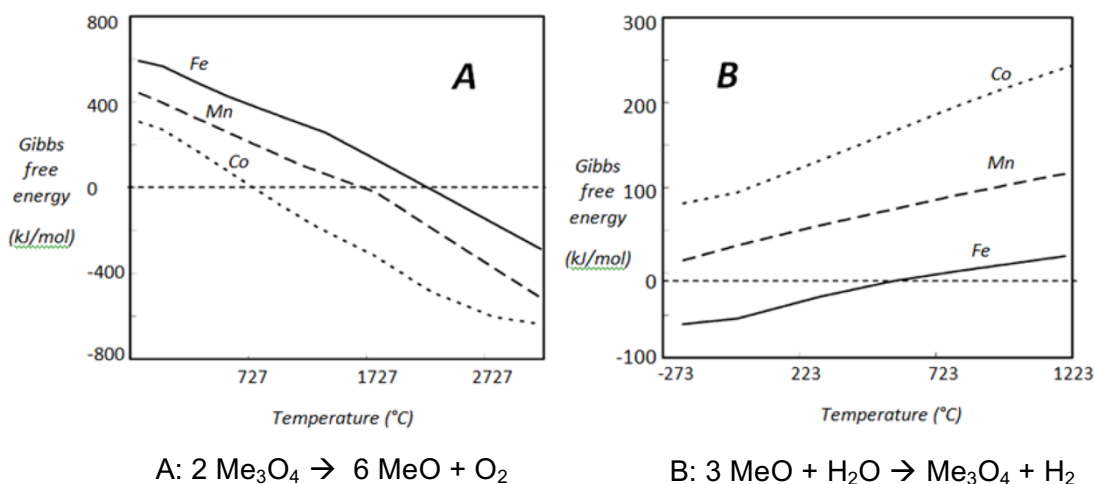 800
400
0
-400
-800
Gibbs
free
energy
(kJ/mol)
A
Fe
Mn
Co
727
1727
2727
Temperature (°C)
A: 2 Me₃O₄ → 6 MeO + O₂
300
200
100
0
-100
Gibbs
free
energy
(kJ/mol)
B
Co
Mn
Fe
-273
223
723
1223
Temperature (°C)
B: 3 MeO + H₂O → Me₃O₄ + H₂